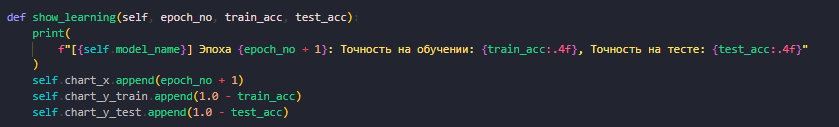 def show_learning(self, epoch_no, train_acc, test_acc):
print(
f"[{self.model_name}] Эпоха {epoch_no + 1}: Точность на обучении: {train_acc:.4f}, Точность на тесте: {test_acc:.4f}"
)
self.chart_x.append(epoch_no + 1)
self.chart_y_train.append(1.0 - train_acc)
self.chart_y_test.append(1.0 - test_acc)